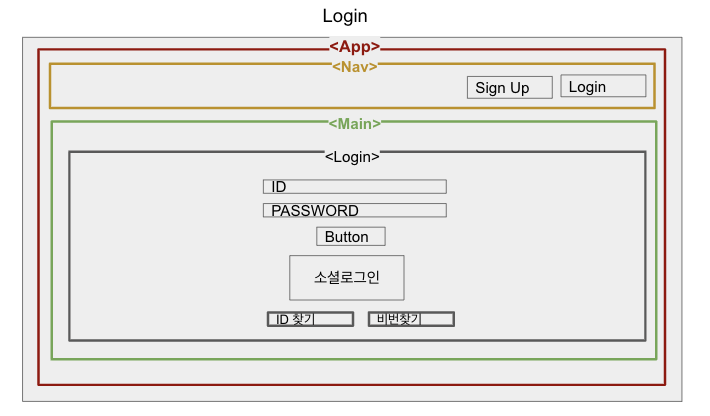 Login
<App>
<Nav>
Sign Up
Login
<Main>
<Login>
ID
PASSWORD
Button
소셜로그인
ID 찾기
비번찾기